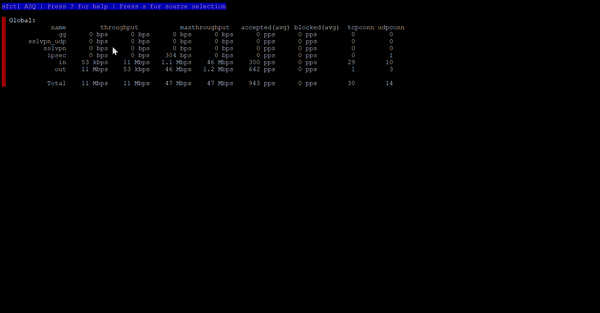 sfctl ASQ | Press ? for help | Press s for source selection
Global:
name throughput maxthroughput accepted(avg) blocked(avg) tcpconn udpconn
gg 0 bps 0 bps 0 bps 0 bps 0 pps 0 pps 0 0
sslvpn_udp 0 bps 0 bps 0 bps 0 bps 0 pps 0 pps 0 0
sslvpn 0 bps 0 bps 0 bps 0 bps 0 pps 0 pps 0 0
ipsec 0 bps 0 bps 304 bps 0 bps 0 pps 0 pps 0 1
in 53 kbps 11 Mbps 1.1 Mbps 46 Mbps 300 pps 0 pps 29 10
out 11 Mbps 53 kbps 46 Mbps 1.2 Mbps 642 pps 0 pps 1 3
Total 11 Mbps 11 Mbps 47 Mbps 47 Mbps 943 pps 0 pps 30 14